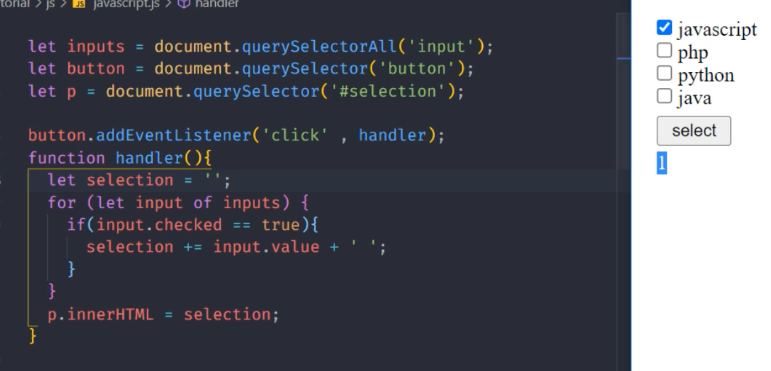 torial > js > JS javascript.js > handler
let inputs = document.querySelectorAll('input');
let button = document.querySelector('button');
let p = document.querySelector('#selection');
button.addEventListener('click' , handler);
function handler(){
let selection = '';
for (let input of inputs) {
if(input.checked == true){
selection += input.value + ' ';
}
}
p.innerHTML = selection;
}
javascript
php
python
java
select
1